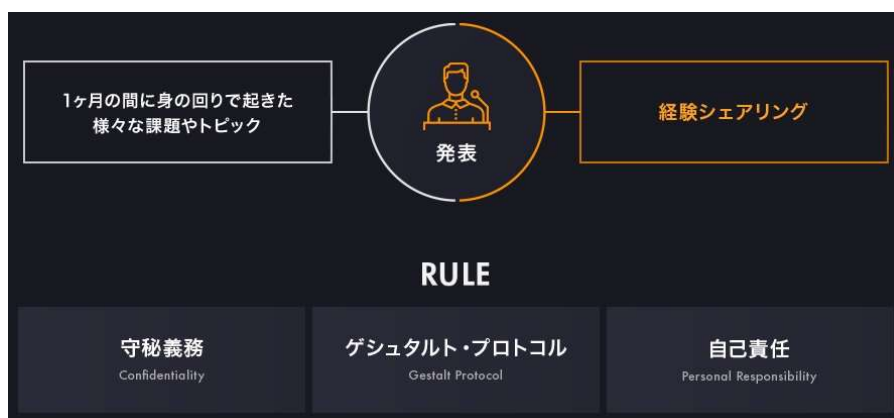 1ヶ月の間に身の回りで起きた
様々な課題やトピック
発表
経験シェアリング
RULE
守秘義務
Confidentiality
ゲシュタルト・プロトコル
Gestalt Protocol
自己責任
Personal Responsibility